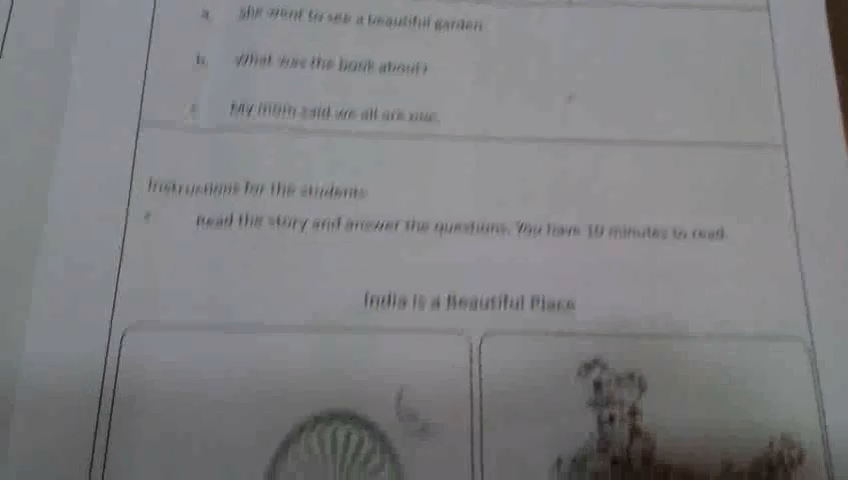 a. She went to see a beautiful garden.
b. What was the book about?
c. My mom said we all are one.
Instructions for the students
Read the story and answer the questions. You have 10 minutes to read.
India is a Beautiful Place